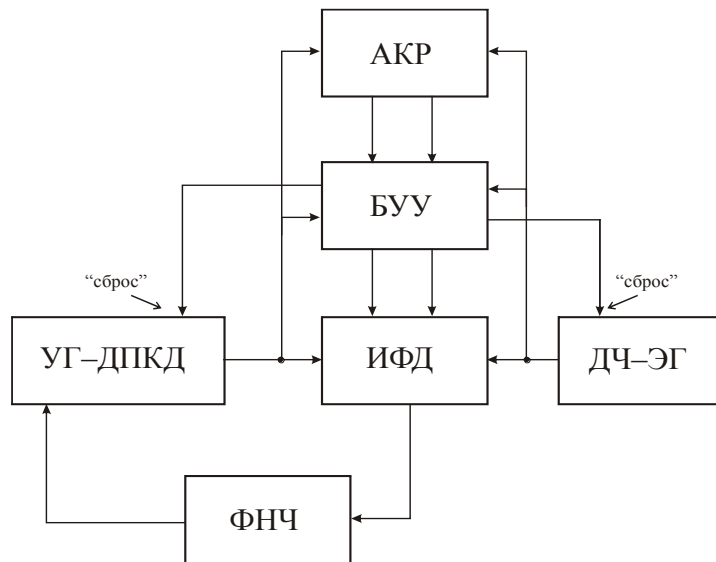 АКР
БУУ
“сброс”
“сброс”
УГ–ДПКД
ИФД
ДЧ–ЭГ
ФНЧ